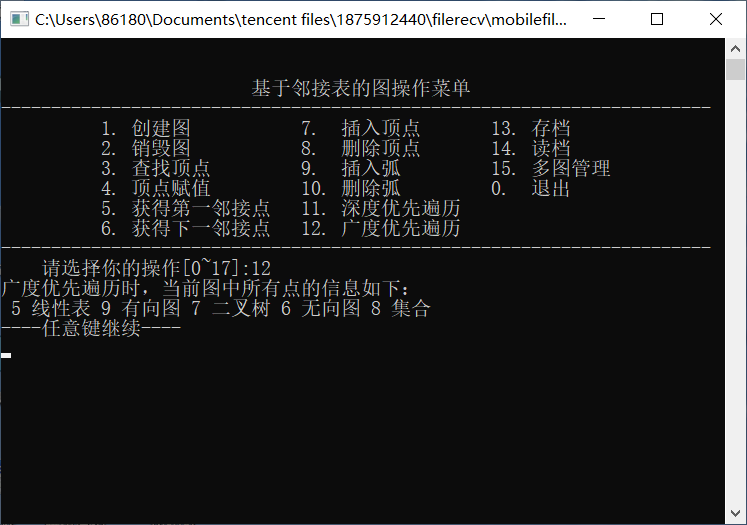 C:\Users\86180\Documents\tencent files\1875912440\filerecv\mobilefil...
基于邻接表的图操作菜单
-----------------------------------------------------------------------
1. 创建图 7. 插入顶点 13. 存档
2. 销毁图 8. 删除顶点 14. 读档
3. 查找顶点 9. 插入弧 15. 多图管理
4. 顶点赋值 10. 删除弧 0. 退出
5. 获得第一邻接点 11. 深度优先遍历
6. 获得下一邻接点 12. 广度优先遍历
-----------------------------------------------------------------------
请选择你的操作[0~17]:12
广度优先遍历时，当前图中所有点的信息如下：
5 线性表 9 有向图 7 二叉树 6 无向图 8 集合
----任意键继续----